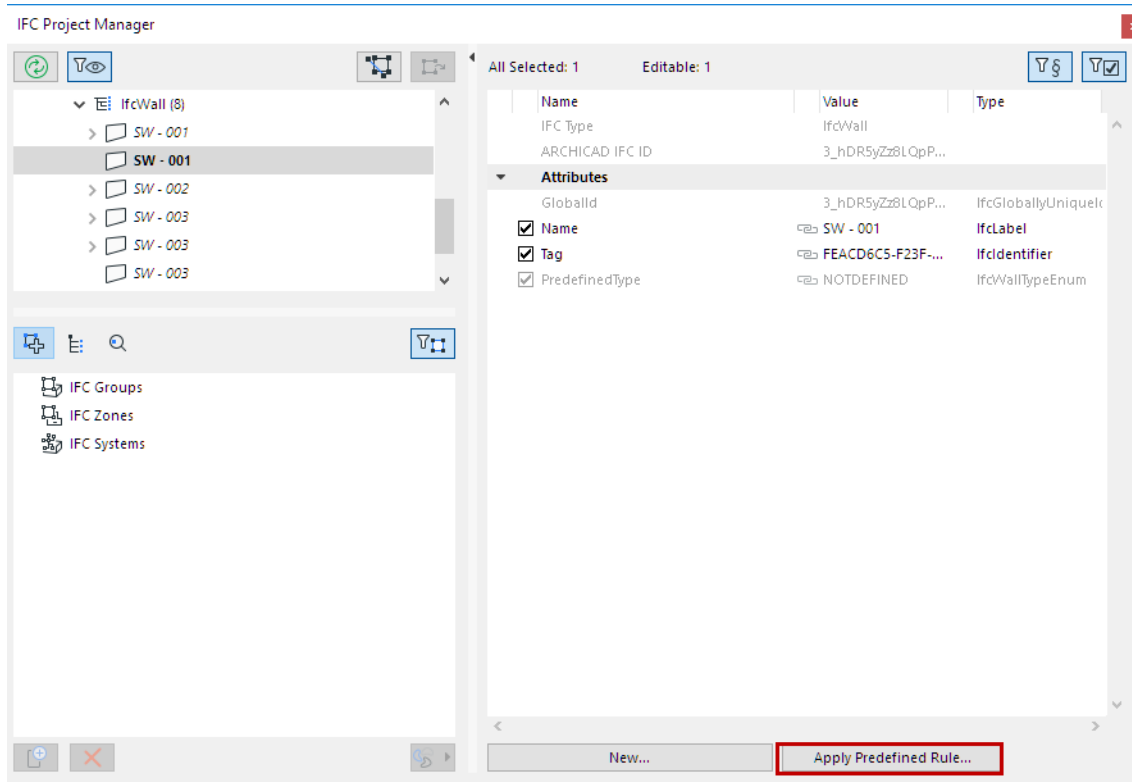 IFC Project Manager
IfcWall (8)
SW - 001
SW - 001
SW - 002
SW - 003
SW - 003
SW - 003
IFC Groups
IFC Zones
IFC Systems
All Selected: 1 Editable: 1
Name Value Type
IFC Type IfcWall
ARCHICAD IFC ID 3_hDR5yZz8LQpP...
Attributes
GlobalId 3_hDR5yZz8LQpP... IfcGloballyUniqueId
Name SW - 001 IfcLabel
Tag FEACD6C5-F23F-... IfcIdentifier
PredefinedType NOTDEFINED IfcWallTypeEnum
New... Apply Predefined Rule...